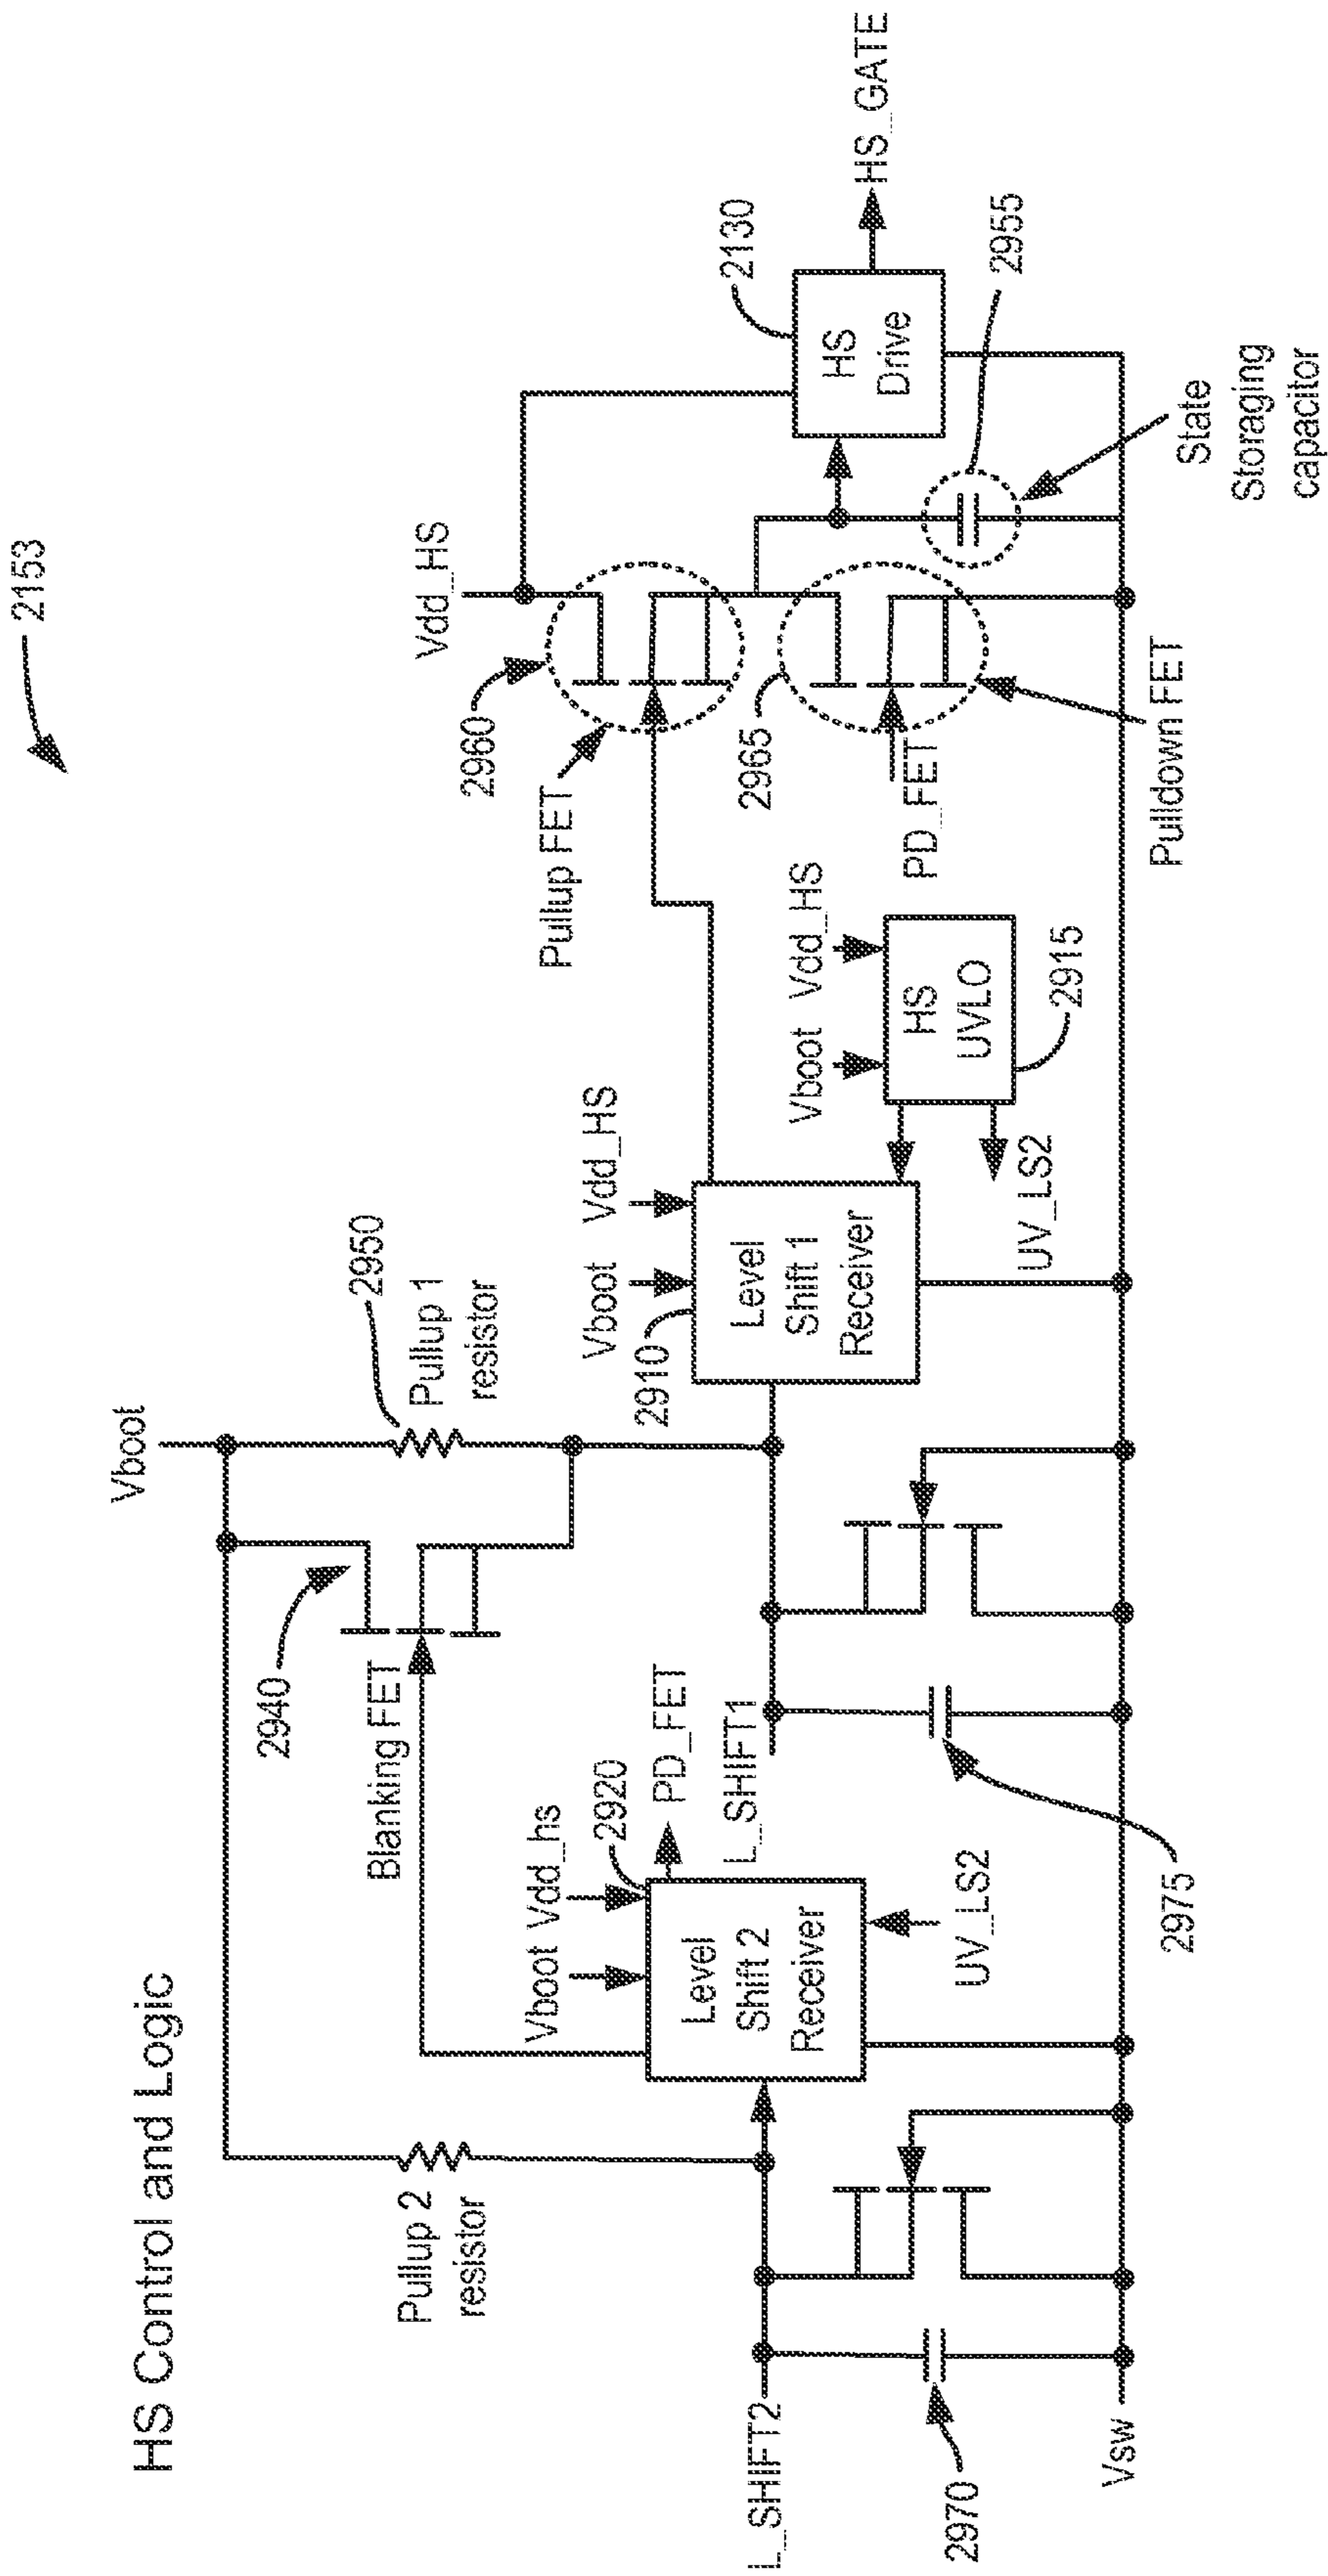 2153
HS Control and Logic
Vboot
2940
2950
Pullup 1
resistor
Blanking FET
Pullup 2
resistor
Vdd_HS
2960
Pullup FET
Vboot
Vdd_HS
2910
Level
Shift 1
Receiver
Vboot
Vdd_hs
2920
PD_FET
Level
Shift 2
Receiver
L_SHIFT1
L_SHIFT2
UV_LS2
2970
2975
Vsw
Vboot
Vdd_HS
HS
UVLO
2915
UV_LS2
2965
PD_FET
Pulldown FET
2130
HS
Drive
HS_GATE
2955
State
Storaging
capacitor